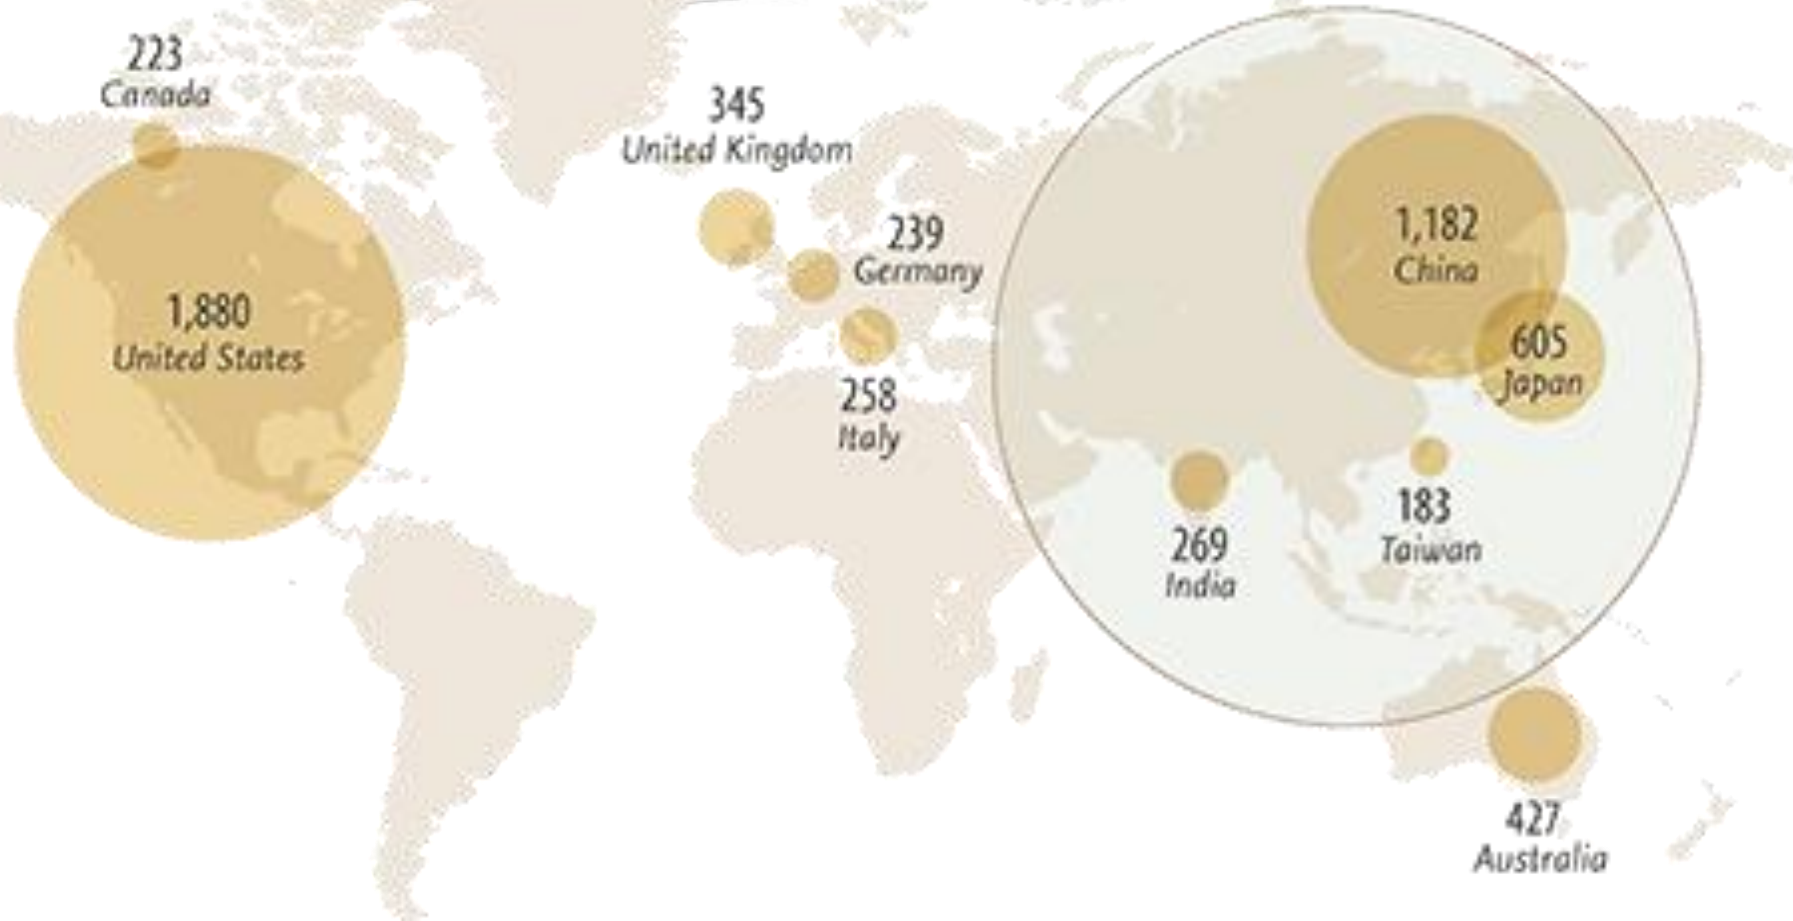 223
Canada
345
United Kingdom
239
Germany
1,182
China
1,880
United States
605
Japan
258
Italy
183
Taiwan
269
India
427
Australia